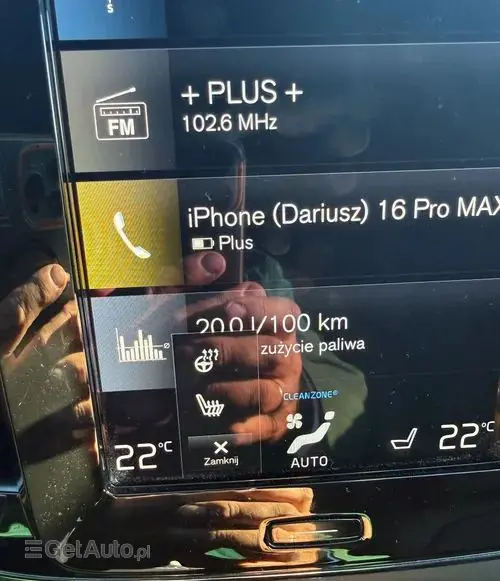 S
+ PLUS +
102.6 MHz
FM
iPhone (Dariusz) 16 Pro MAX
Plus
20.0 l/100 km
zużycie paliwa
CLEANZONE®
Zamknij
22°C
AUTO
22°C
GetAuto.pl